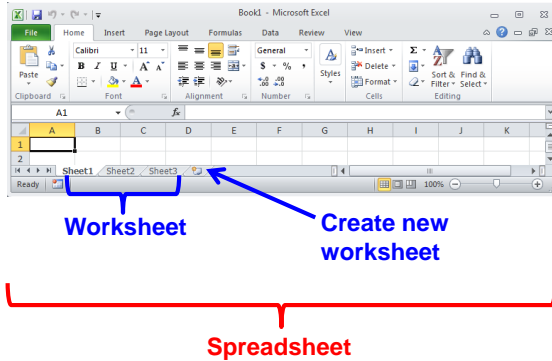 Book1 - Microsoft Excel
File Home Insert Page Layout Formulas Data Review View
Calibri 11 General Insert Σ
Paste B I U A A $ % , Styles Delete Sort & Find &
A .00 .00 Format Filter Select
Clipboard Font Alignment Number Cells Editing
A1 fx
A B C D E F G H I J K
1
2
Sheet1 Sheet2 Sheet3
Ready 100%
Worksheet
Create new
worksheet
Spreadsheet